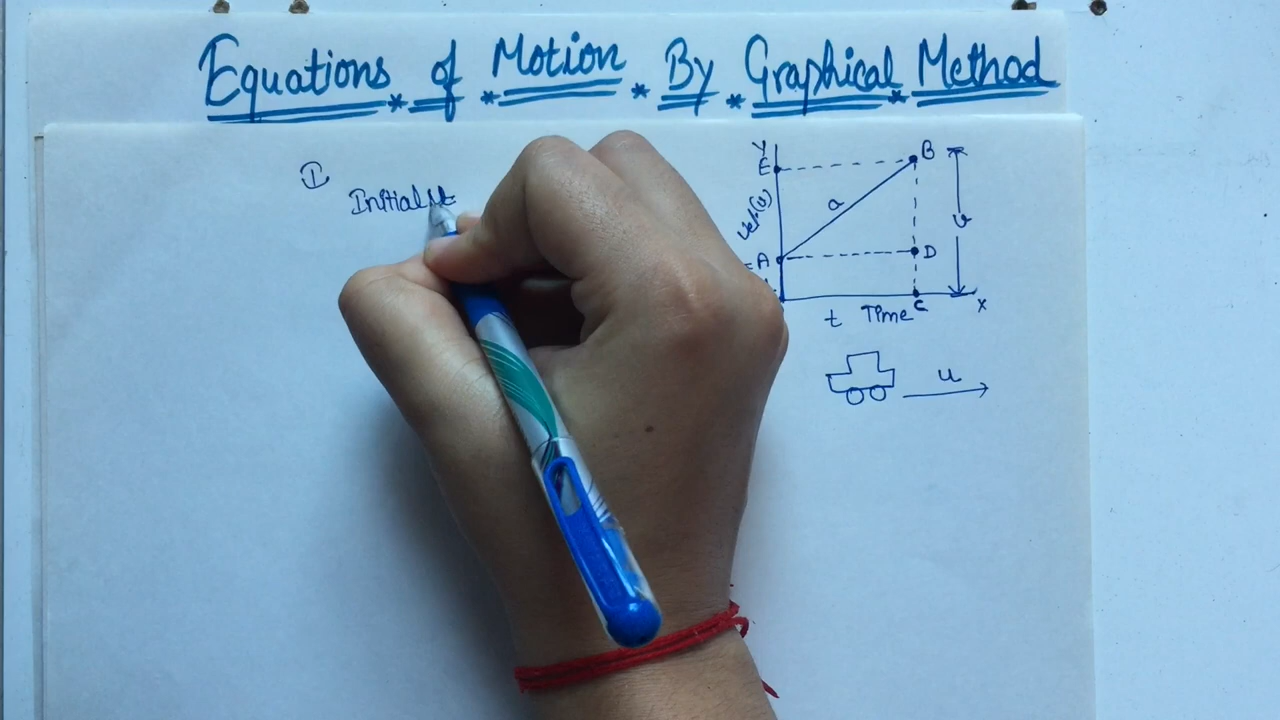 Equations of Motion By Graphical Method
①
Initial
Y
E
B
a
v
A
D
C
X
t Time
u